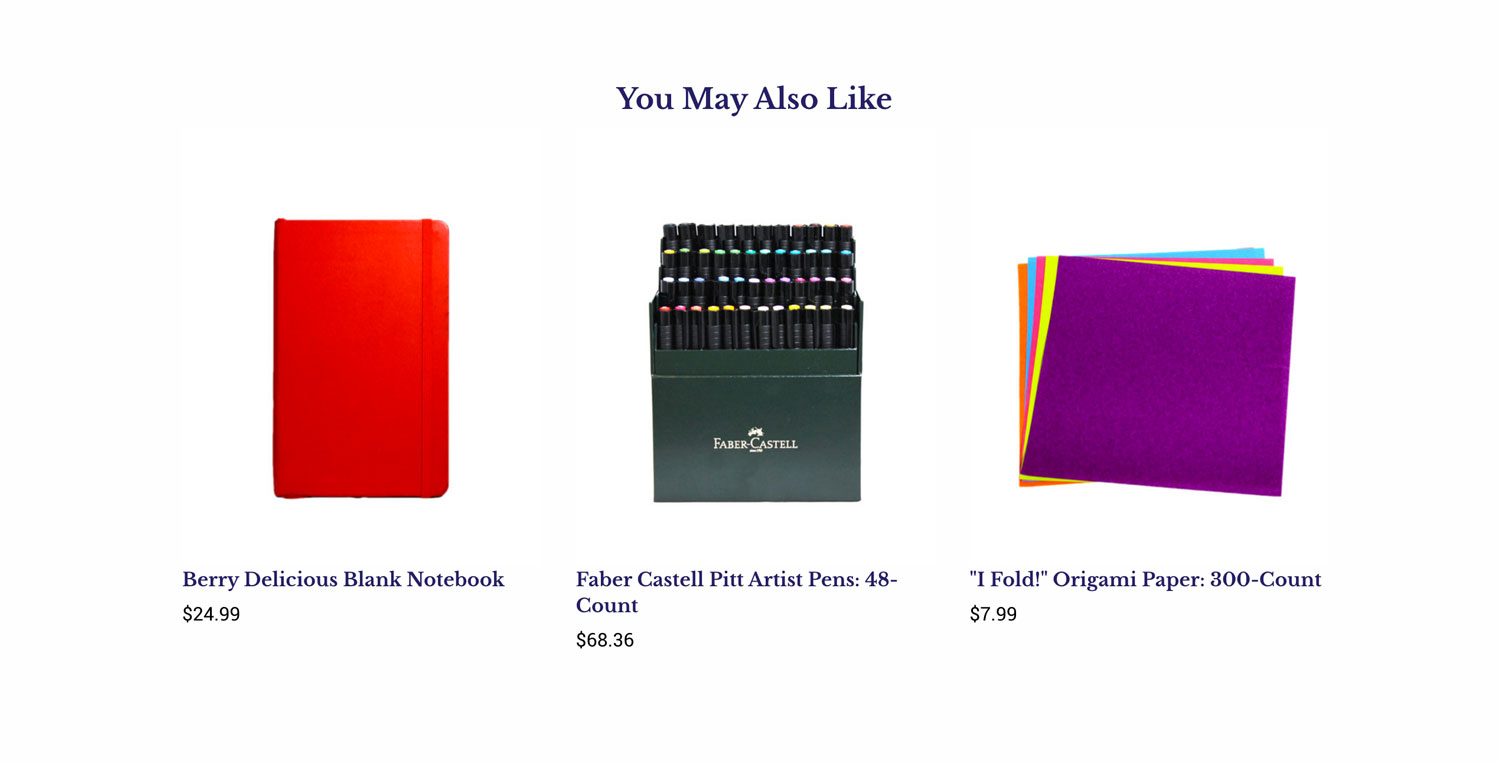 You May Also Like
FABER-CASTELL
Berry Delicious Blank Notebook
$24.99
Faber Castell Pitt Artist Pens: 48-
Count
$68.36
"I Fold!" Origami Paper: 300-Count
$7.99